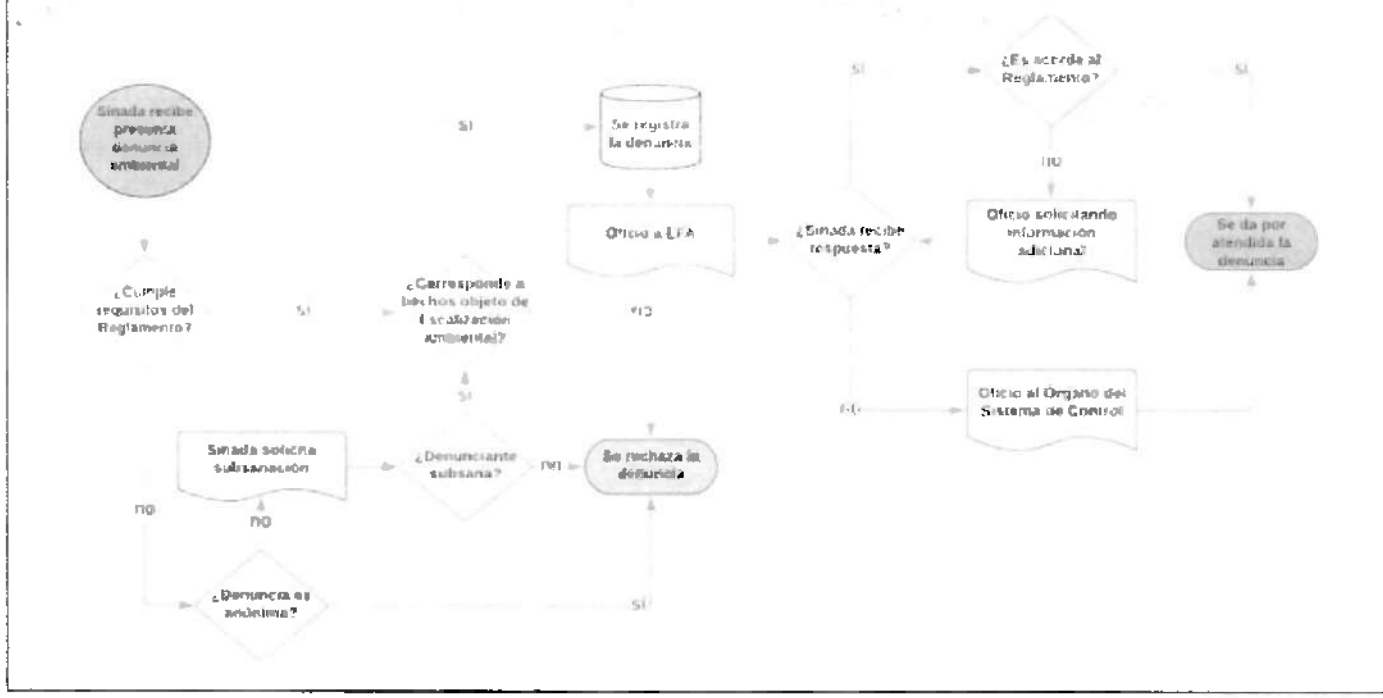 Sinada recibe
presunta
denuncia
ambiental
¿Cumple
requisitos del
Reglamento?
SI
no
¿Denuncia es
anónima?
no
SI
Sinada solicita
subsanación
¿Denunciante
subsana?
SI
no
¿Corresponde a
hechos objeto de
fiscalización
ambiental?
SI
no
Se rechaza la
denuncia
Se registra
la denuncia
Oficio a EFA
¿Sinada recibe
respuesta?
SI
no
¿Es acorde al
Reglamento?
SI
no
Oficio solicitando
información
adicional
Oficio al Órgano del
Sistema de Control
Se da por
atendida la
denuncia